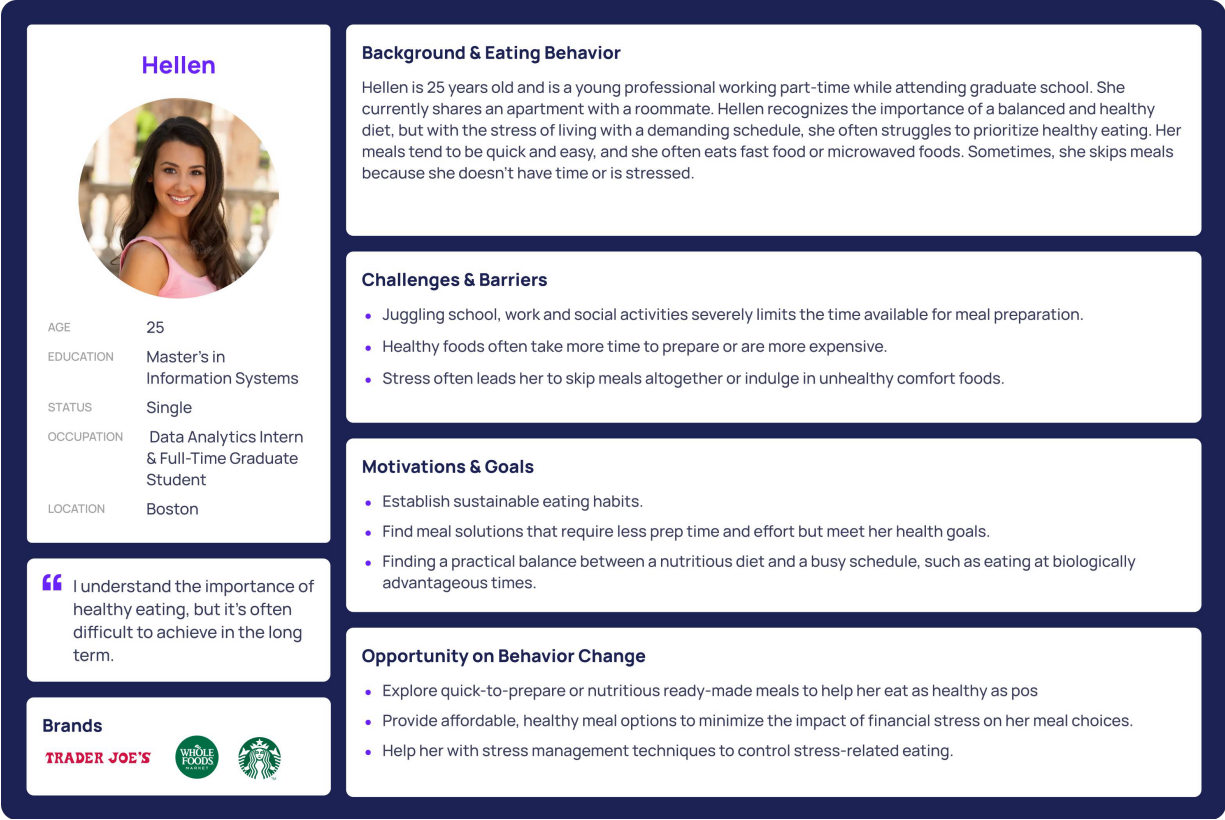 Hellen
AGE 25
EDUCATION Master's in
Information Systems
STATUS Single
OCCUPATION Data Analytics Intern
& Full-Time Graduate
Student
LOCATION Boston
“ I understand the importance of
healthy eating, but it's often
difficult to achieve in the long
term.
Brands
TRADER JOE'S
WHOLE
FOODS
MARKET
TM
Background & Eating Behavior
Hellen is 25 years old and is a young professional working part-time while attending graduate school. She
currently shares an apartment with a roommate. Hellen recognizes the importance of a balanced and healthy
diet, but with the stress of living with a demanding schedule, she often struggles to prioritize healthy eating. Her
meals tend to be quick and easy, and she often eats fast food or microwaved foods. Sometimes, she skips meals
because she doesn't have time or is stressed.
Challenges & Barriers
• Juggling school, work and social activities severely limits the time available for meal preparation.
• Healthy foods often take more time to prepare or are more expensive.
• Stress often leads her to skip meals altogether or indulge in unhealthy comfort foods.
Motivations & Goals
• Establish sustainable eating habits.
• Find meal solutions that require less prep time and effort but meet her health goals.
• Finding a practical balance between a nutritious diet and a busy schedule, such as eating at biologically
advantageous times.
Opportunity on Behavior Change
• Explore quick-to-prepare or nutritious ready-made meals to help her eat as healthy as pos
• Provide affordable, healthy meal options to minimize the impact of financial stress on her meal choices.
• Help her with stress management techniques to control stress-related eating.